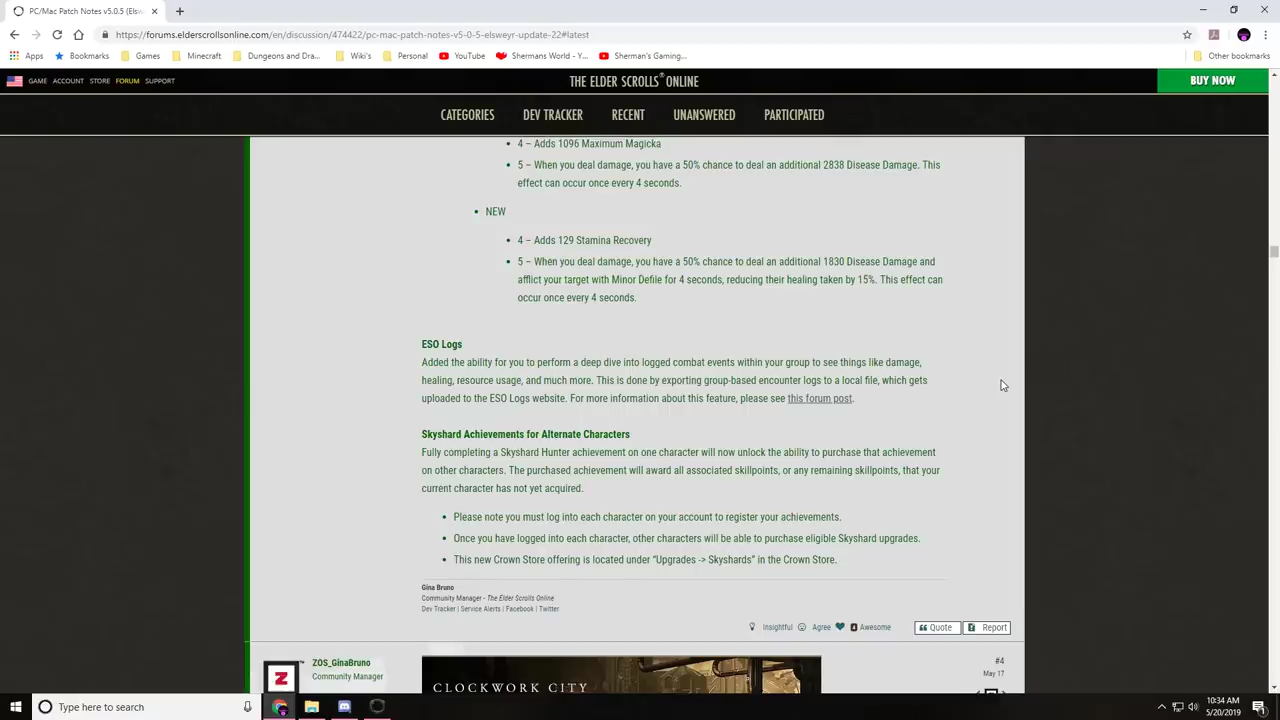 PC/Mac Patch Notes v5.0.5 (Elsw
https://forums.elderscrollsonline.com/en/discussion/474422/pc-mac-patch-notes-v5-0-5-elsweyr-update-22#latest
Apps Bookmarks Games Minecraft Dungeons and Dra... Wiki's Personal YouTube Shermans World - Y... Sherman's Gaming... Other bookmarks
GAME ACCOUNT STORE FORUM SUPPORT THE ELDER SCROLLS ONLINE BUY NOW
CATEGORIES DEV TRACKER RECENT UNANSWERED PARTICIPATED
• 4 – Adds 1096 Maximum Magicka
• 5 – When you deal damage, you have a 50% chance to deal an additional 2838 Disease Damage. This
effect can occur once every 4 seconds.
• NEW
• 4 – Adds 129 Stamina Recovery
• 5 – When you deal damage, you have a 50% chance to deal an additional 1830 Disease Damage and
afflict your target with Minor Defile for 4 seconds, reducing their healing taken by 15%. This effect can
occur once every 4 seconds.
ESO Logs
Added the ability for you to perform a deep dive into logged combat events within your group to see things like damage,
healing, resource usage, and much more. This is done by exporting group-based encounter logs to a local file, which gets
uploaded to the ESO Logs website. For more information about this feature, please see this forum post.
Skyshard Achievements for Alternate Characters
Fully completing a Skyshard Hunter achievement on one character will now unlock the ability to purchase that achievement
on other characters. The purchased achievement will award all associated skillpoints, or any remaining skillpoints, that your
current character has not yet acquired.
• Please note you must log into each character on your account to register your achievements.
• Once you have logged into each character, other characters will be able to purchase eligible Skyshard upgrades.
• This new Crown Store offering is located under “Upgrades -> Skyshards” in the Crown Store.
Gina Bruno
Community Manager - The Elder Scrolls Online
Dev Tracker | Service Alerts | Facebook | Twitter
Insightful Agree 4 Awesome Quote Report
ZOS_GinaBruno
Community Manager
Z
CLOCKWORK CITY
#4
May 17
Type here to search
10:34 AM
5/20/2019